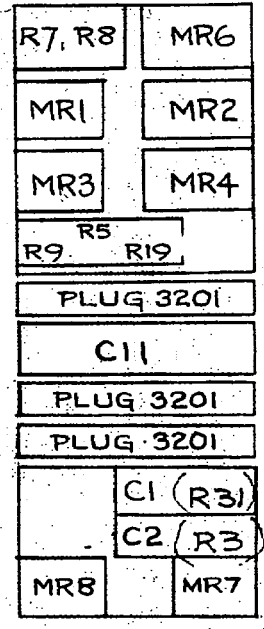 R7, R8 MR6
MR1 MR2
MR3 MR4
R5
R9 R19
PLUG 3201
C11
PLUG 3201
PLUG 3201
C1 (R31)
C2 (R3)
MR8 MR7